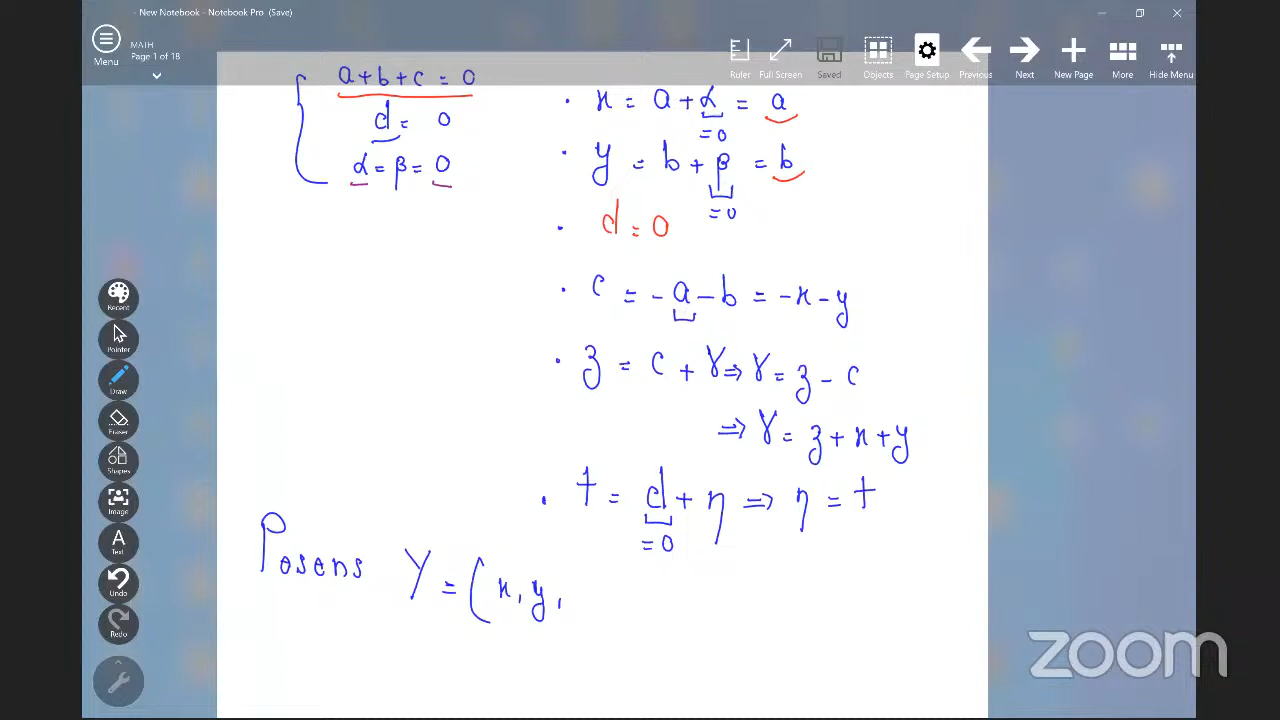 - New Notebook - Notebook Pro (Save)
Menu
MATH
Page 1 of 18
Ruler
Full Screen
Saved
Objects
Page Setup
Previous
Next
New Page
More
Hide Menu
a+b+c = 0
d = 0
α = β = 0
• x = a + α = a
= 0
• y = b + β = b
= 0
• d = 0
• c = -a - b = -x - y
• z = c + γ ⇒ γ = z - c
⇒ γ = z + x + y
• t = d + η ⇒ η = t
= 0
Posons Y = (x, y,
Recent
Pointer
Draw
Eraser
Shapes
Image
Text
Undo
Redo
zoom